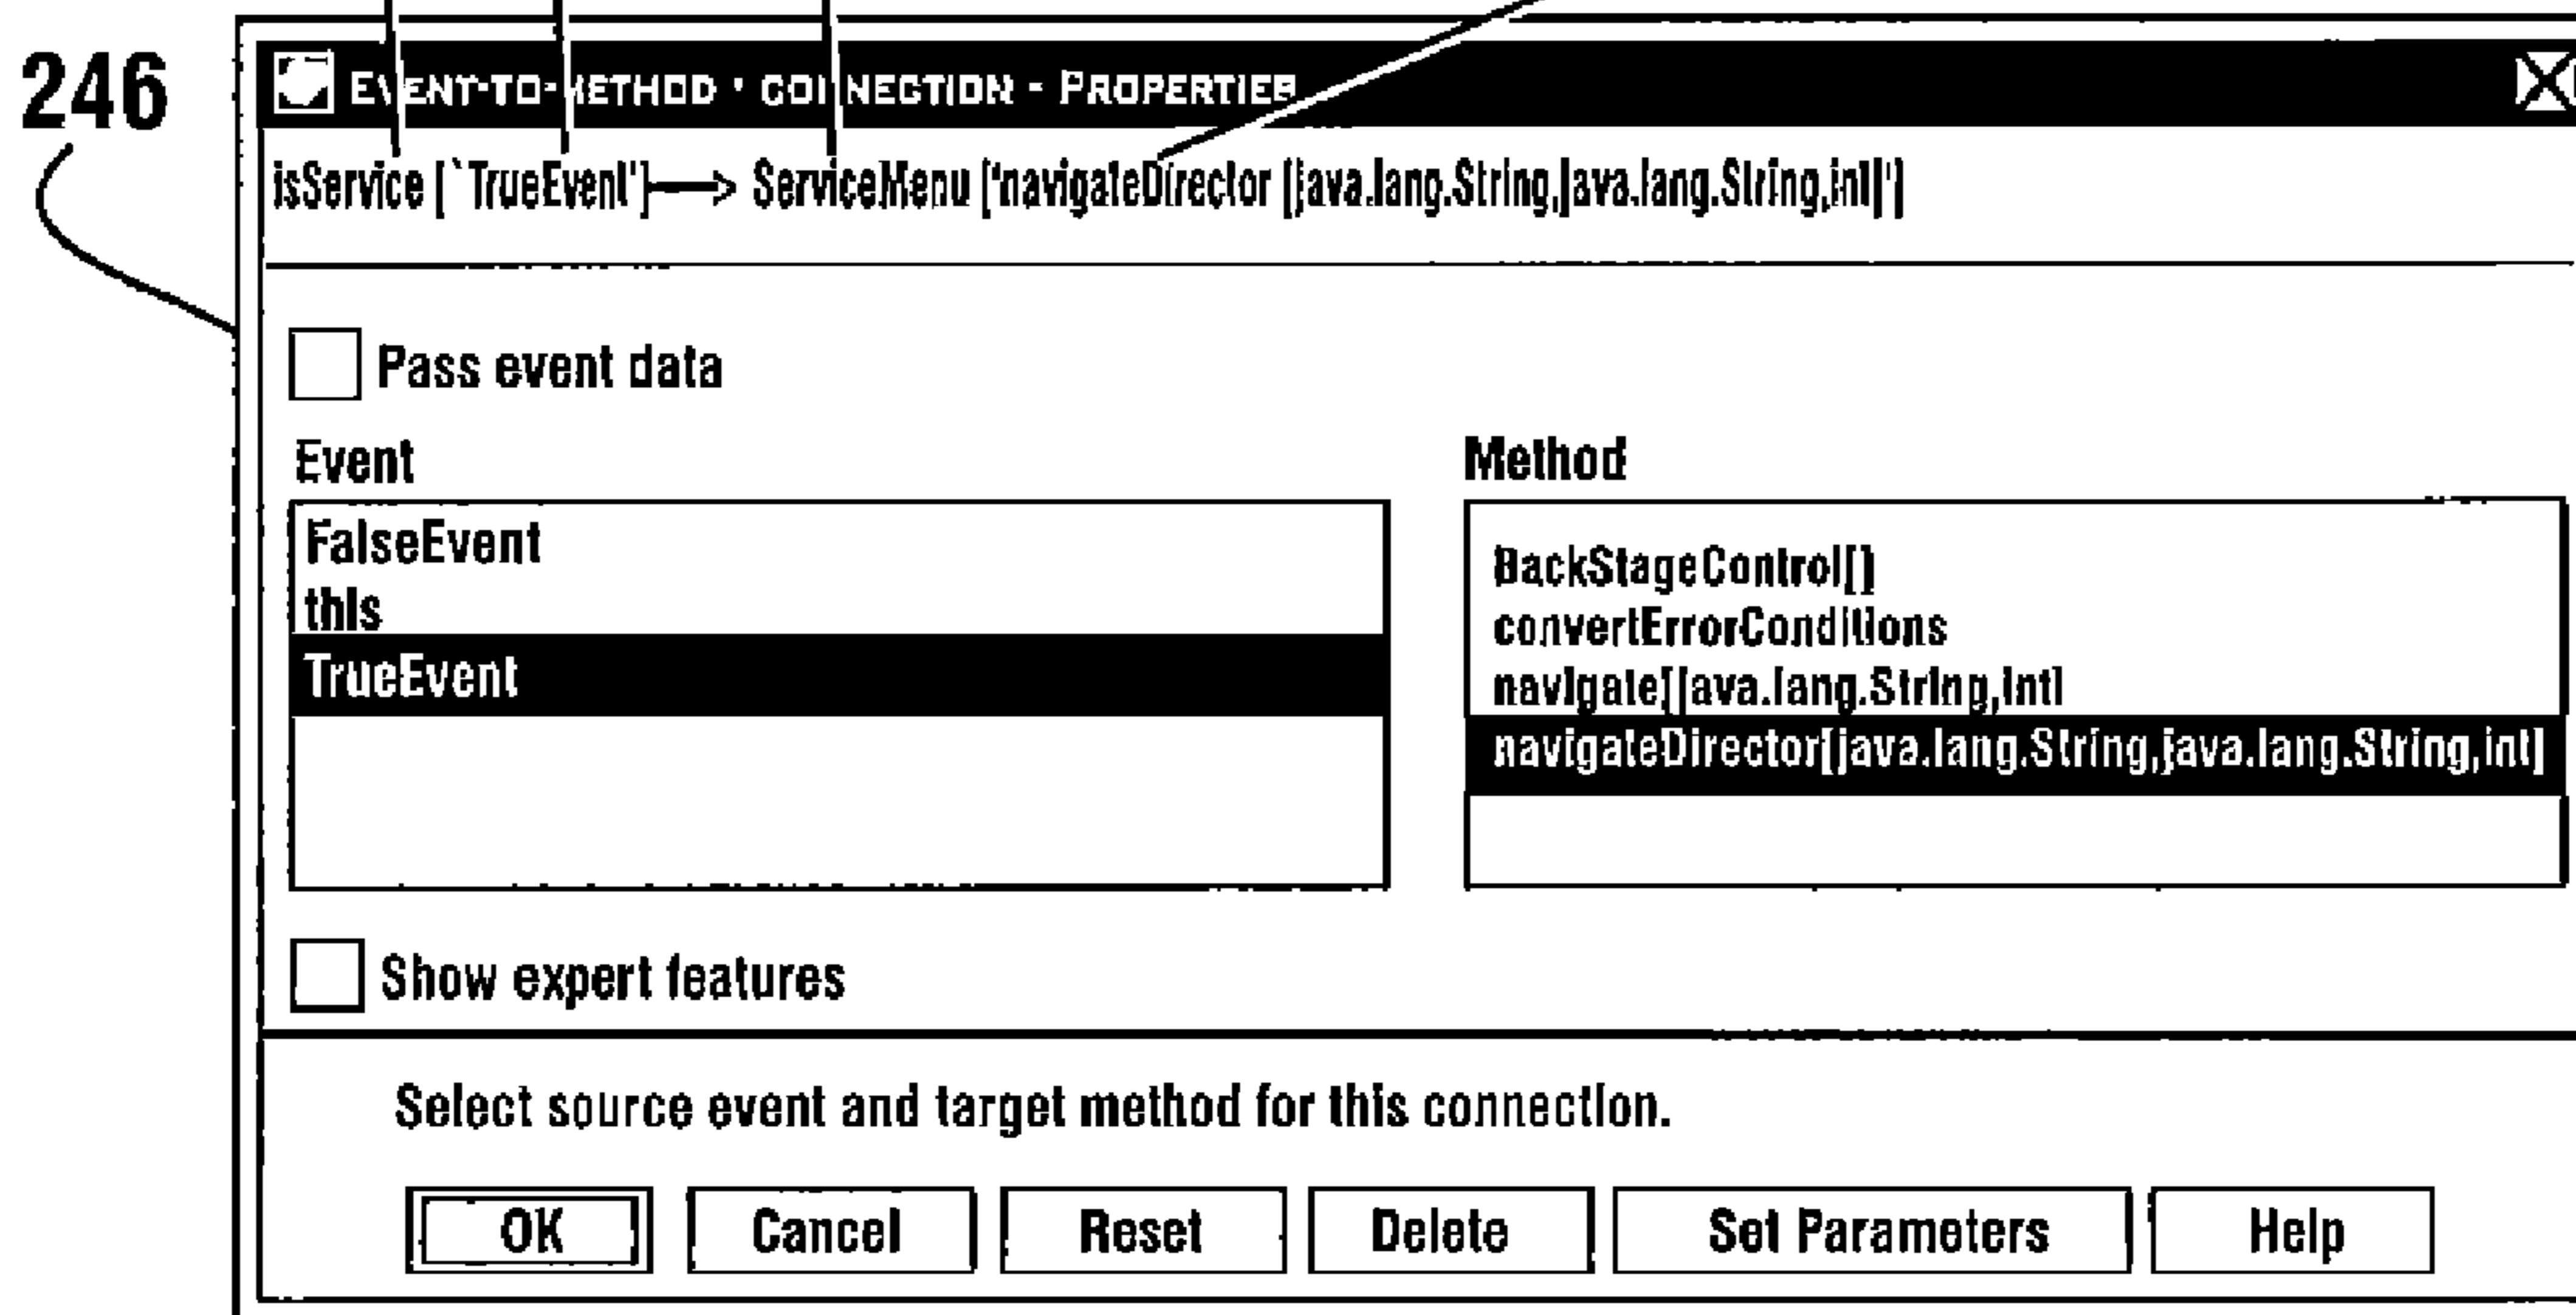 246
EVENT-TO-METHOD · CONNECTION - PROPERTIES
isService [`TrueEvent']—> ServiceMenu ['navigateDirector [java.lang.String,java.lang.String,int]']
Pass event data
Event
Method
FalseEvent
this
TrueEvent
BackStageControl[]
convertErrorConditions
navigate[java.lang.String,int]
navigateDirector[java.lang.String,java.lang.String,int]
Show expert features
Select source event and target method for this connection.
OK Cancel Reset Delete Set Parameters Help